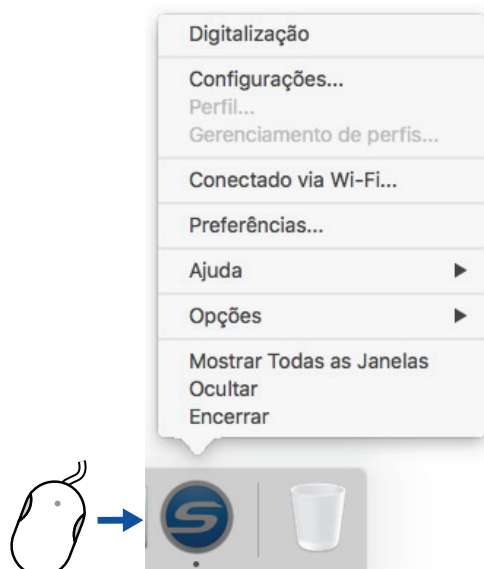 Digitalização
Configurações...
Perfil...
Gerenciamento de perfis...
Conectado via Wi-Fi...
Preferências...
Ajuda
Opções
Mostrar Todas as Janelas
Ocultar
Encerrar